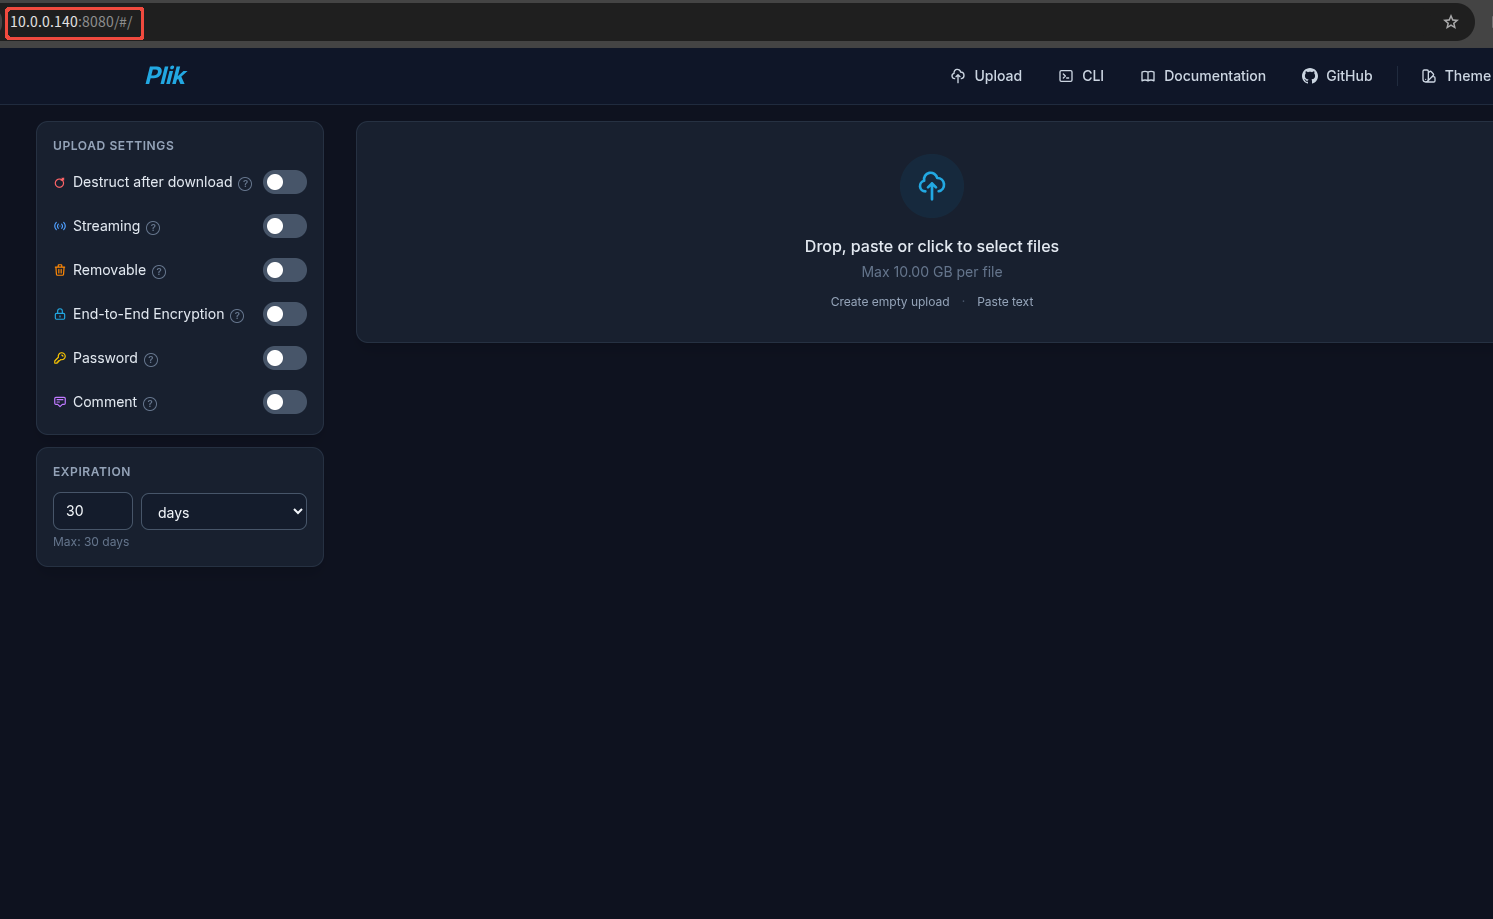 10.0.0.140:8080/#/
Plik
Upload
CLI
Documentation
GitHub
Theme
UPLOAD SETTINGS
Destruct after download ?
Streaming ?
Removable ?
End-to-End Encryption ?
Password ?
Comment ?
EXPIRATION
30 days
Max: 30 days
Drop, paste or click to select files
Max 10.00 GB per file
Create empty upload · Paste text